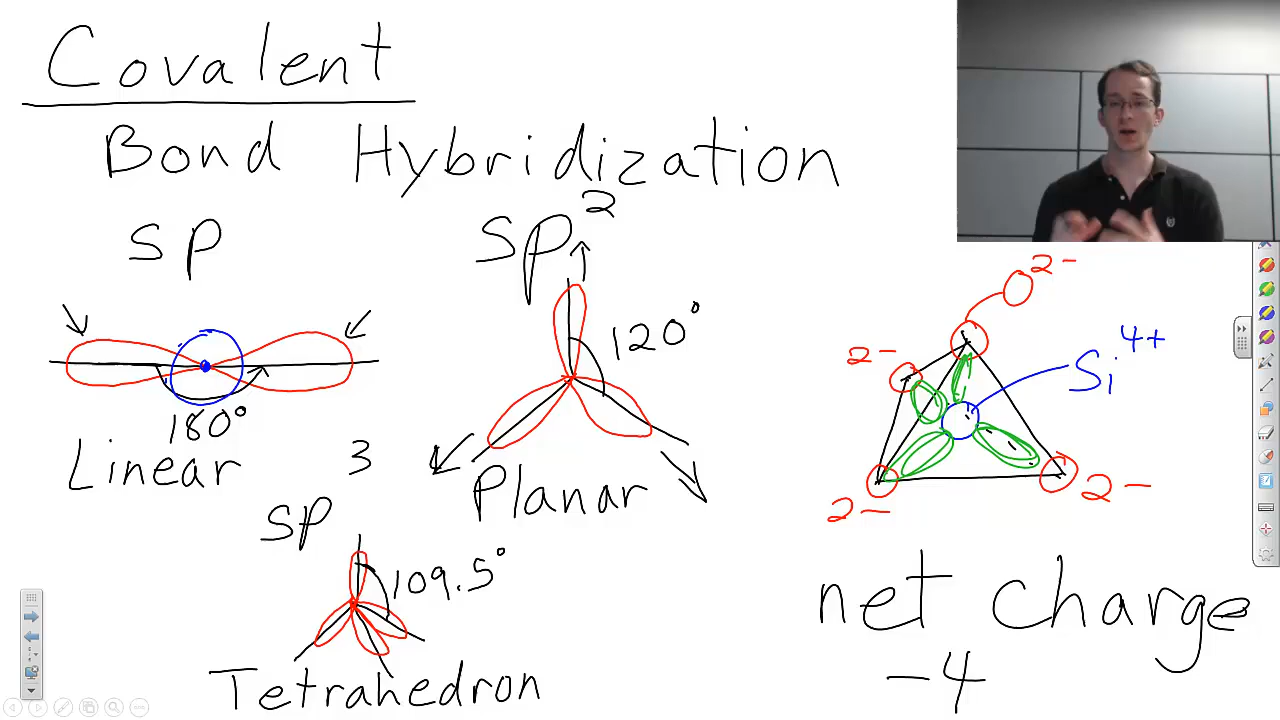 Covalent
Bond Hybridization
sp
sp²
180°
Linear
120°
Planar
sp³
109.5°
Tetrahedron
O²⁻
Si⁴⁺
2-
2-
2-
net charge
-4